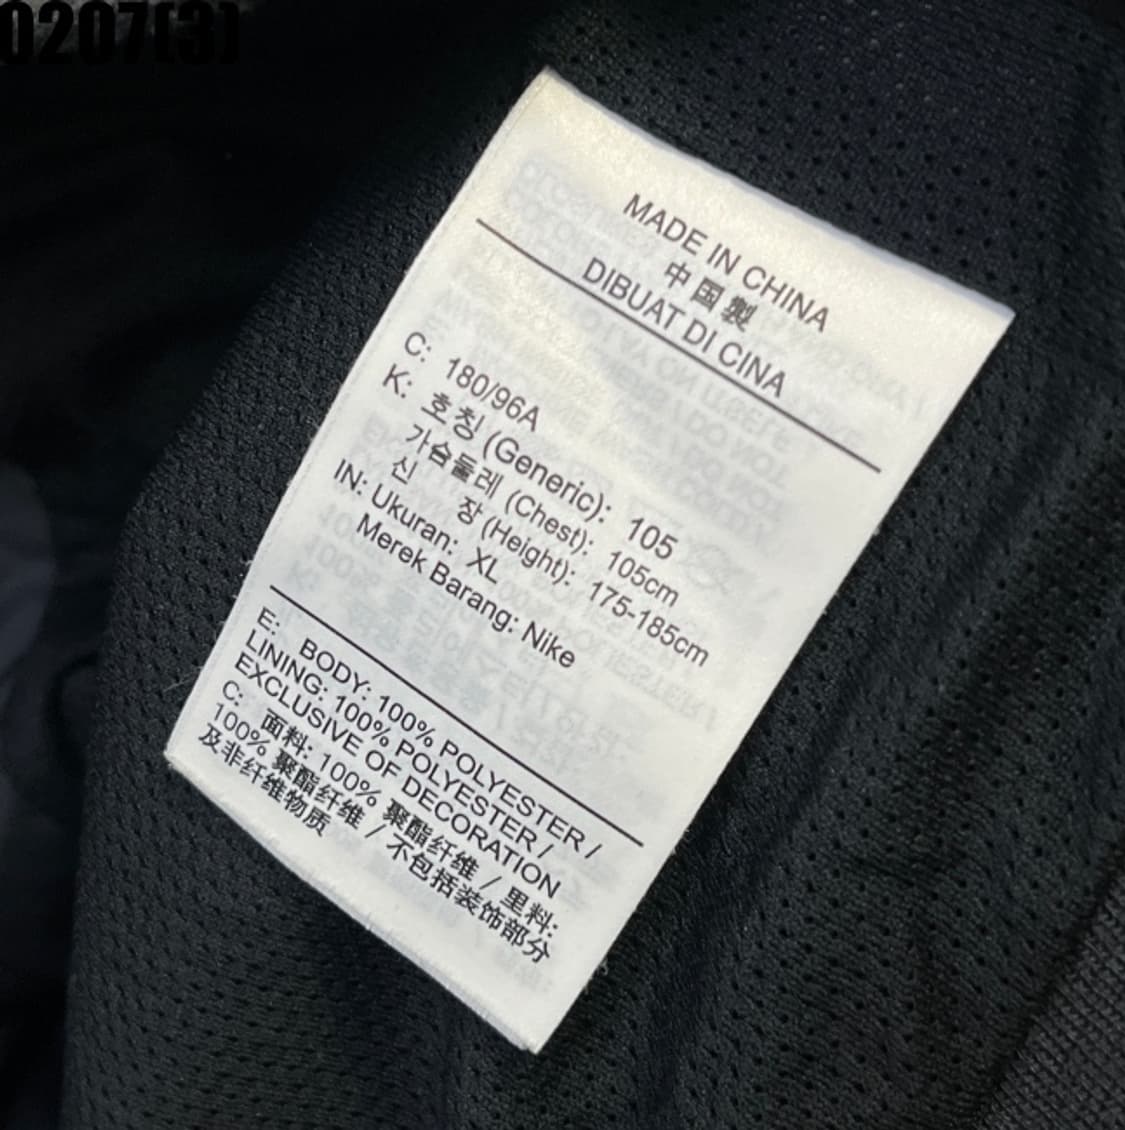 0207(3)
MADE IN CHINA
中国製
DIBUAT DI CINA
C: 180/96A
K: 호칭 (Generic): 105
가슴둘레 (Chest): 105cm
신 장 (Height): 175-185cm
IN: Ukuran: XL
Merek Barang: Nike
E: BODY: 100% POLYESTER /
LINING: 100% POLYESTER /
EXCLUSIVE OF DECORATION
C: 面料: 100% 聚酯纤维 / 里料:
100% 聚酯纤维 / 不包括装饰部分
及非纤维物质